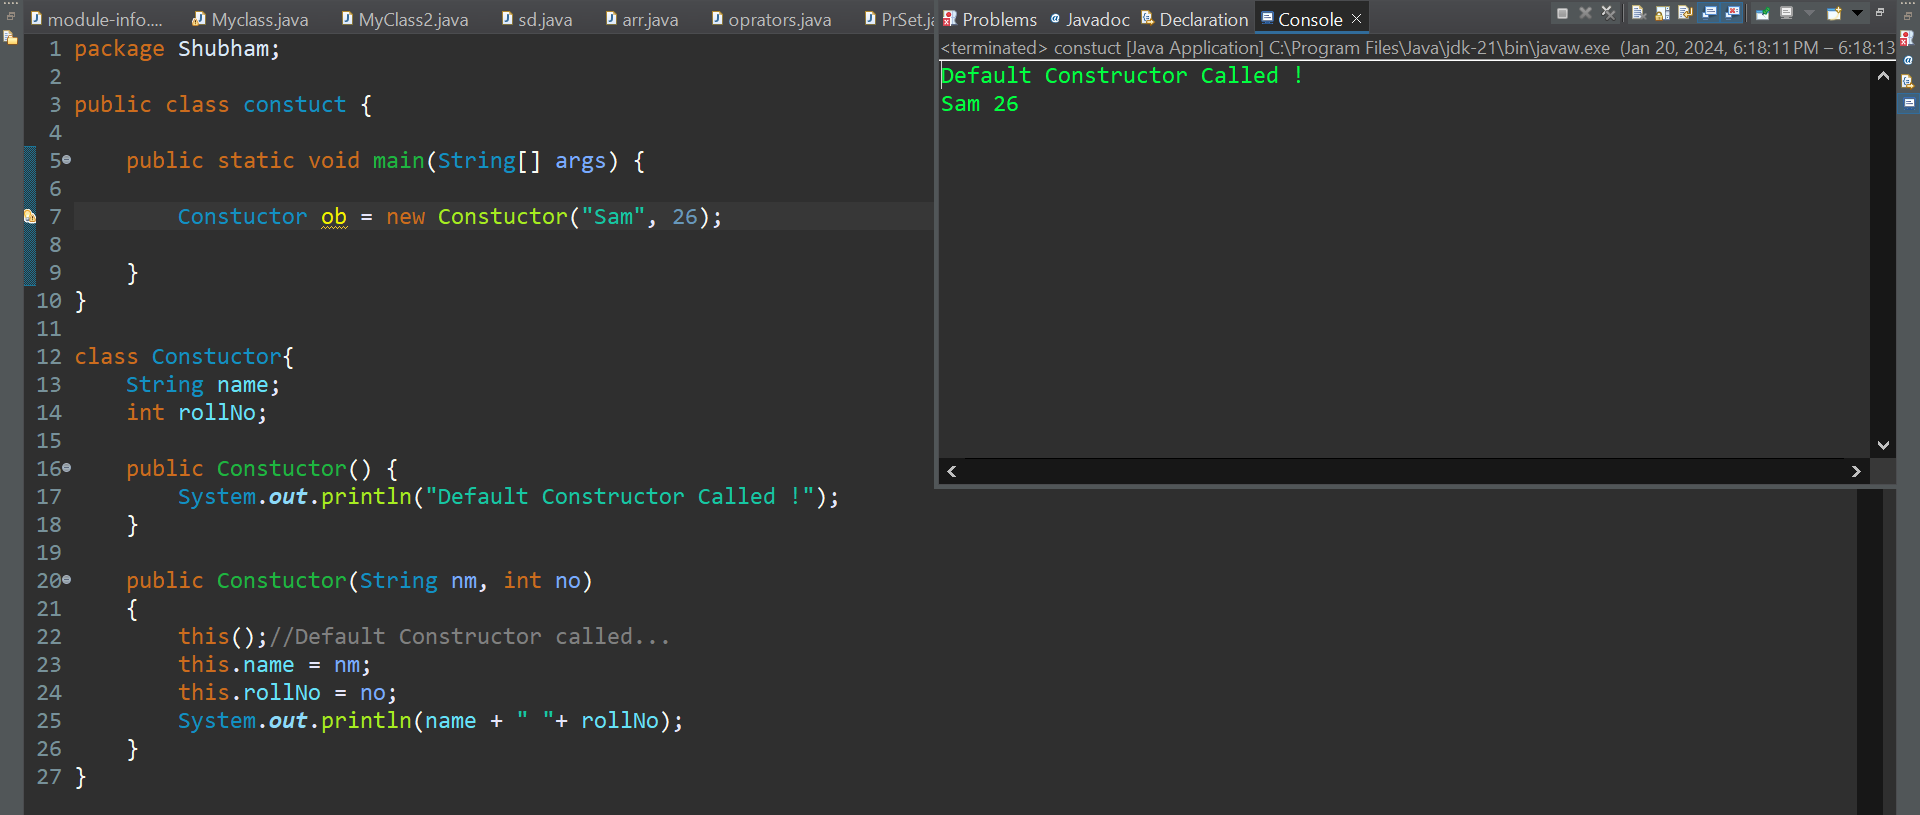 module-info....  Myclass.java  MyClass2.java  sd.java  arr.java  oprators.java  PrSet.ja
Problems  Javadoc  Declaration  Console
<terminated> constuct [Java Application] C:\Program Files\Java\jdk-21\bin\javaw.exe  (Jan 20, 2024, 6:18:11 PM – 6:18:13
Default Constructor Called !
Sam 26
1 package Shubham;
2
3 public class constuct {
4
5     public static void main(String[] args) {
6
7         Constuctor ob = new Constuctor("Sam", 26);
8
9     }
10 }
11
12 class Constuctor{
13     String name;
14     int rollNo;
15
16     public Constuctor() {
17         System.out.println("Default Constructor Called !");
18     }
19
20     public Constuctor(String nm, int no)
21     {
22         this();//Default Constructor called...
23         this.name = nm;
24         this.rollNo = no;
25         System.out.println(name + " "+ rollNo);
26     }
27 }